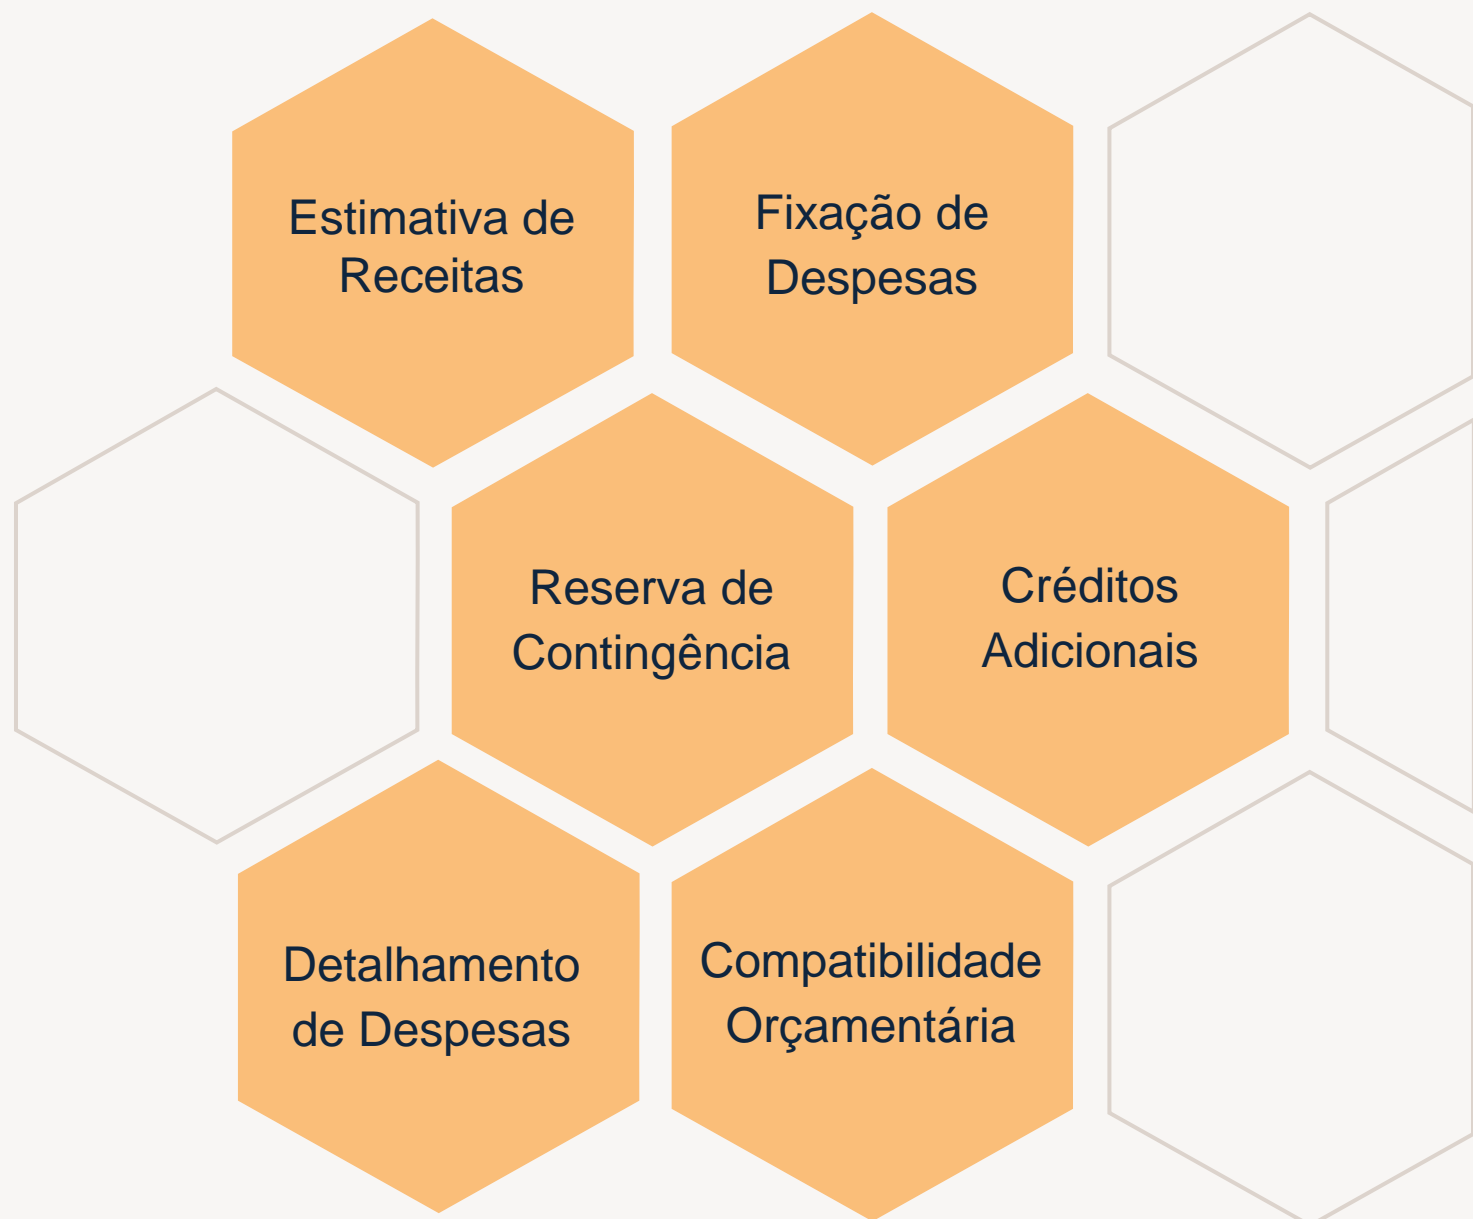 Estimativa de
Receitas
Fixação de
Despesas
Reserva de
Contingência
Créditos
Adicionais
Detalhamento
de Despesas
Compatibilidade
Orçamentária